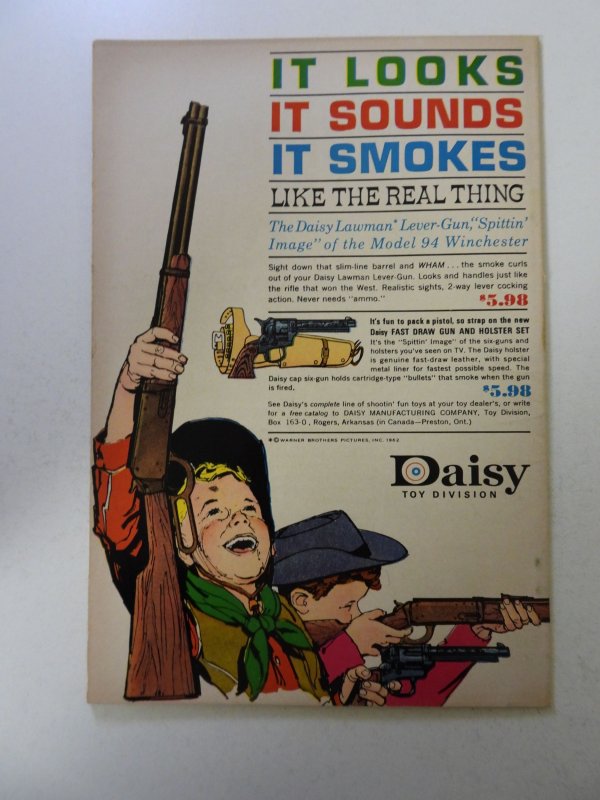 IT LOOKS
IT SOUNDS
IT SMOKES
LIKE THE REAL THING
The Daisy Lawman* Lever-Gun, "Spittin'
Image" of the Model 94 Winchester
Sight down that slim-line barrel and WHAM ... the smoke curls
out of your Daisy Lawman Lever-Gun. Looks and handles just like
the rifle that won the West. Realistic sights, 2-way lever cocking
action. Never needs "ammo."
$5.98
It's fun to pack a pistol, so strap on the new
Daisy FAST DRAW GUN AND HOLSTER SET
It's the "Spittin' Image" of the six-guns and
holsters you've seen on TV. The Daisy holster
is genuine fast-draw leather, with special
metal liner for fastest possible speed. The
Daisy cap six-gun holds cartridge-type "bullets" that smoke when the gun
is fired.
$5.98
See Daisy's complete line of shootin' fun toys at your toy dealer's, or write
for a free catalog to DAISY MANUFACTURING COMPANY, Toy Division,
Box 163-0, Rogers, Arkansas (in Canada—Preston, Ont.)
*© WARNER BROTHERS PICTURES, INC. 1962
Daisy
TOY DIVISION